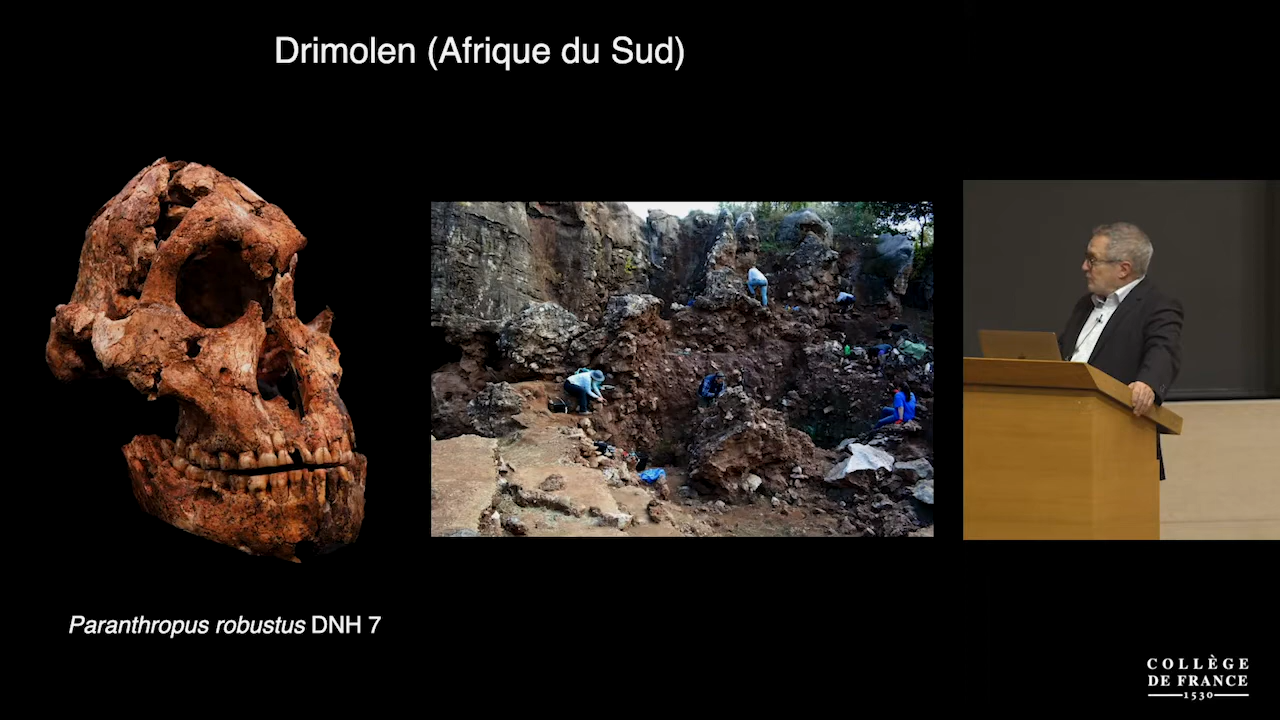 Drimolen (Afrique du Sud)
Paranthropus robustus DNH 7
COLLÈGE
DE FRANCE
1530